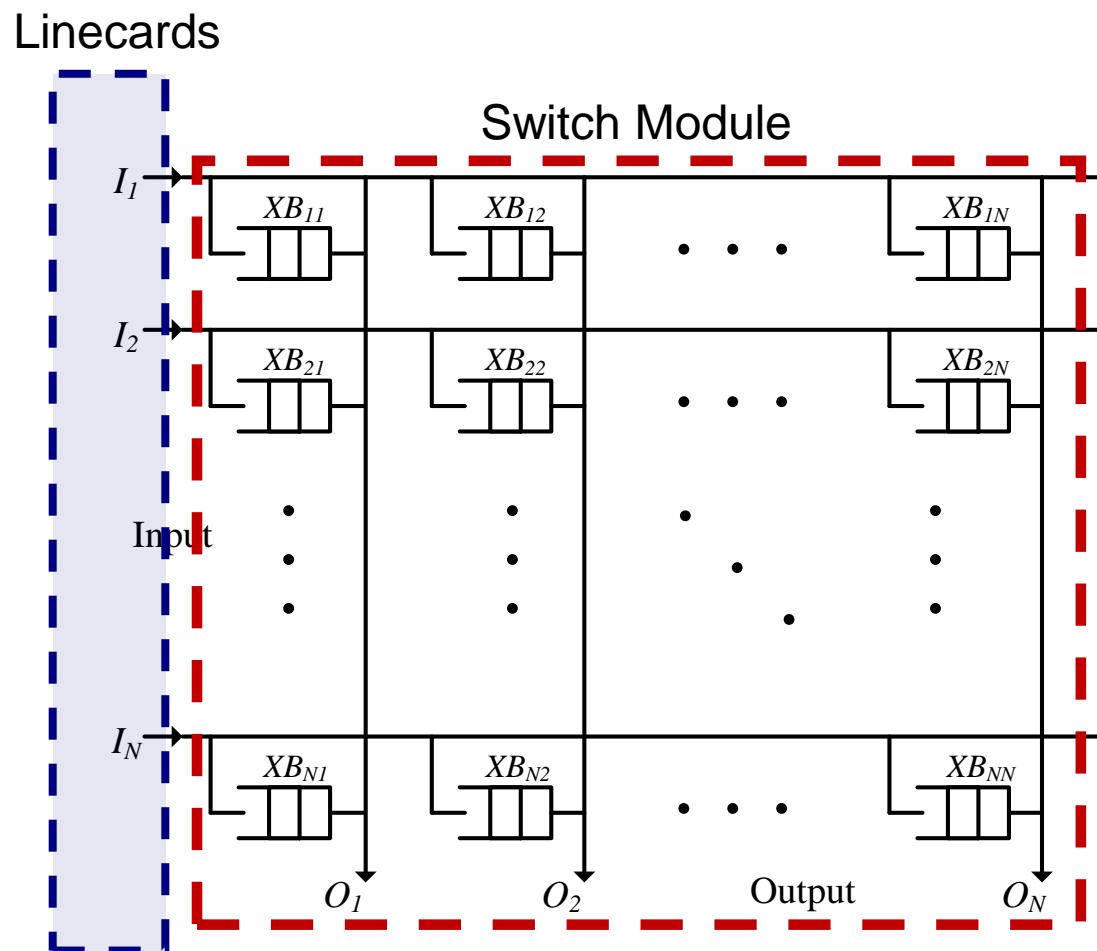 Linecards
Switch Module
I1
XB11 XB12 XB1N
I2
XB21 XB22 XB2N
Input
IN
XBN1 XBN2 XBNN
O1 O2 Output ON